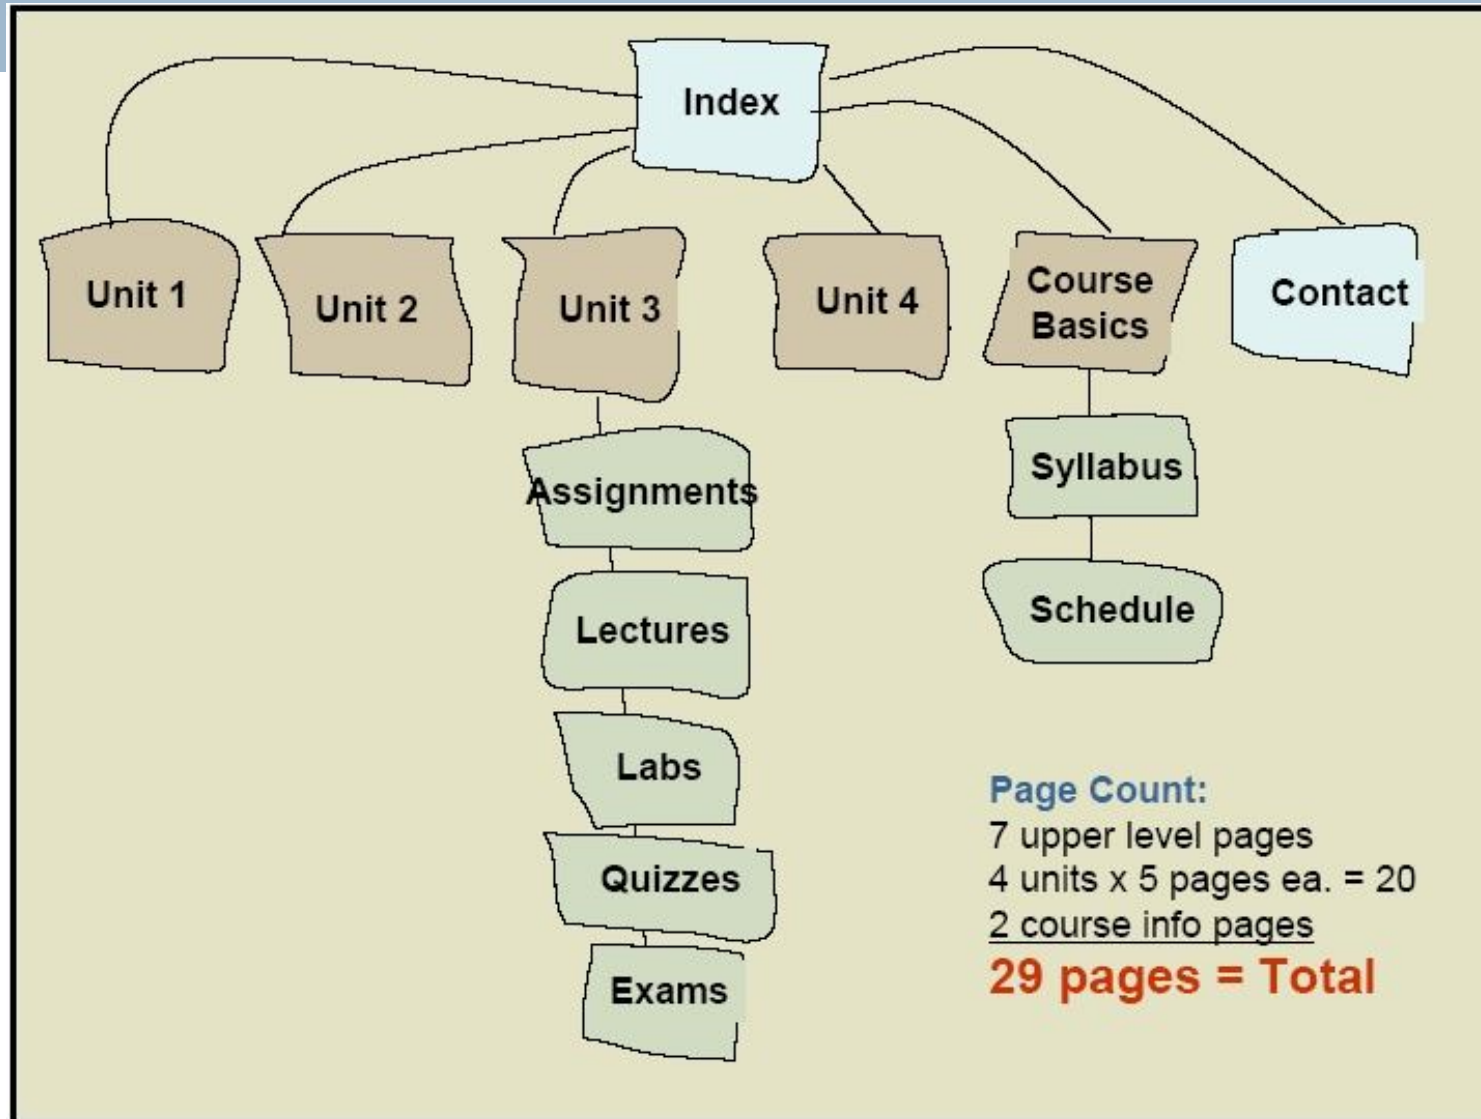 Index
Unit 1
Unit 2
Unit 3
Unit 4
Course
Basics
Contact
Assignments
Lectures
Labs
Quizzes
Exams
Syllabus
Schedule
Page Count:
7 upper level pages
4 units x 5 pages ea. = 20
2 course info pages
29 pages = Total